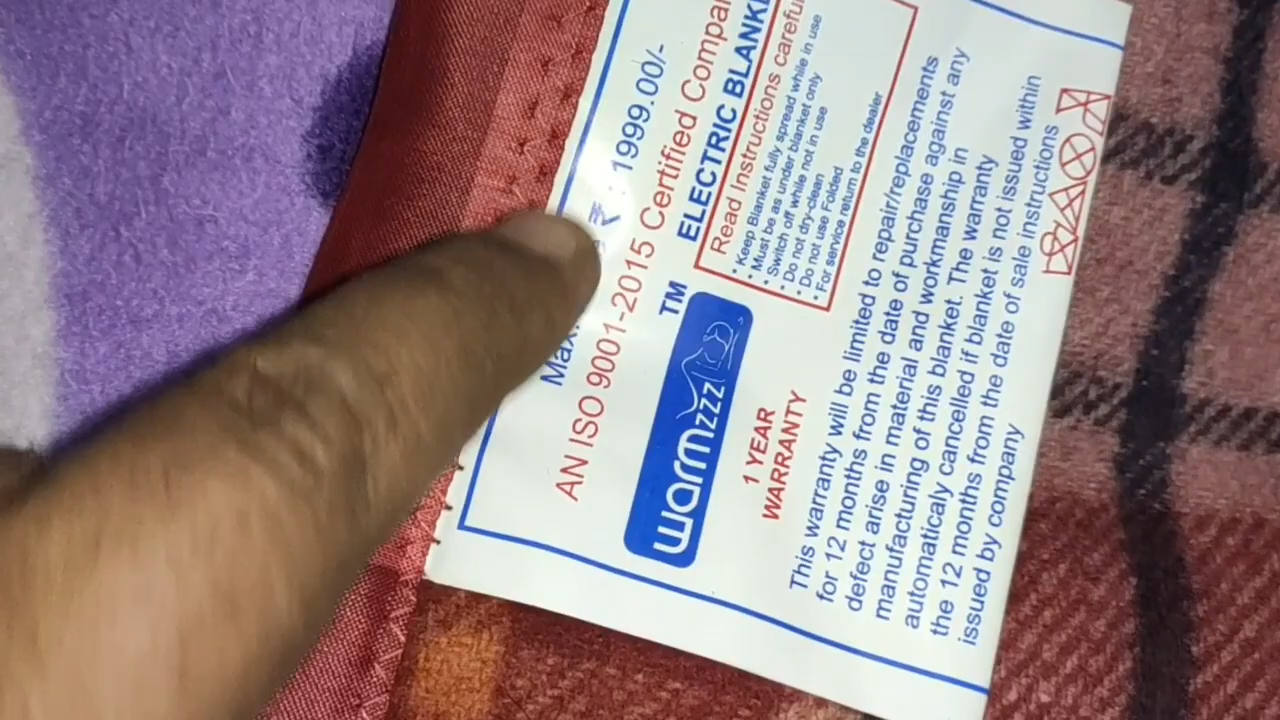 ₹ : 1999.00/-
AN ISO 9001-2015 Certified
warmzzz TM
ELECTRIC
Read Instructions
* Keep Blanket fully spread while in use
* Must be as under blanket only
* Switch off while not in use
* Do not dry-clean
* Do not use Folded
* For service return to the dealer
1 YEAR
WARRANTY
This warranty will be limited to repair/replacements
for 12 months from the date of purchase against any
defect arise in material and workmanship in
manufacturing of this blanket. The warranty
automaticaly cancelled if blanket is not issued within
the 12 months from the date of sale instructions
issued by company